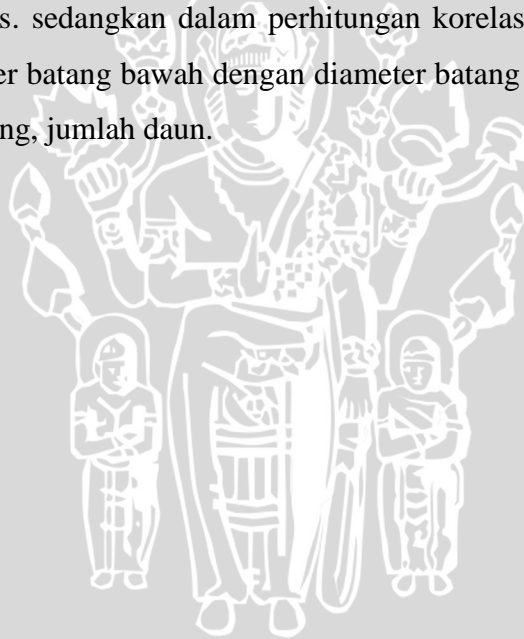 s. sedangkan dalam perhitungan korelas
er batang bawah dengan diameter batang
ng, jumlah daun.